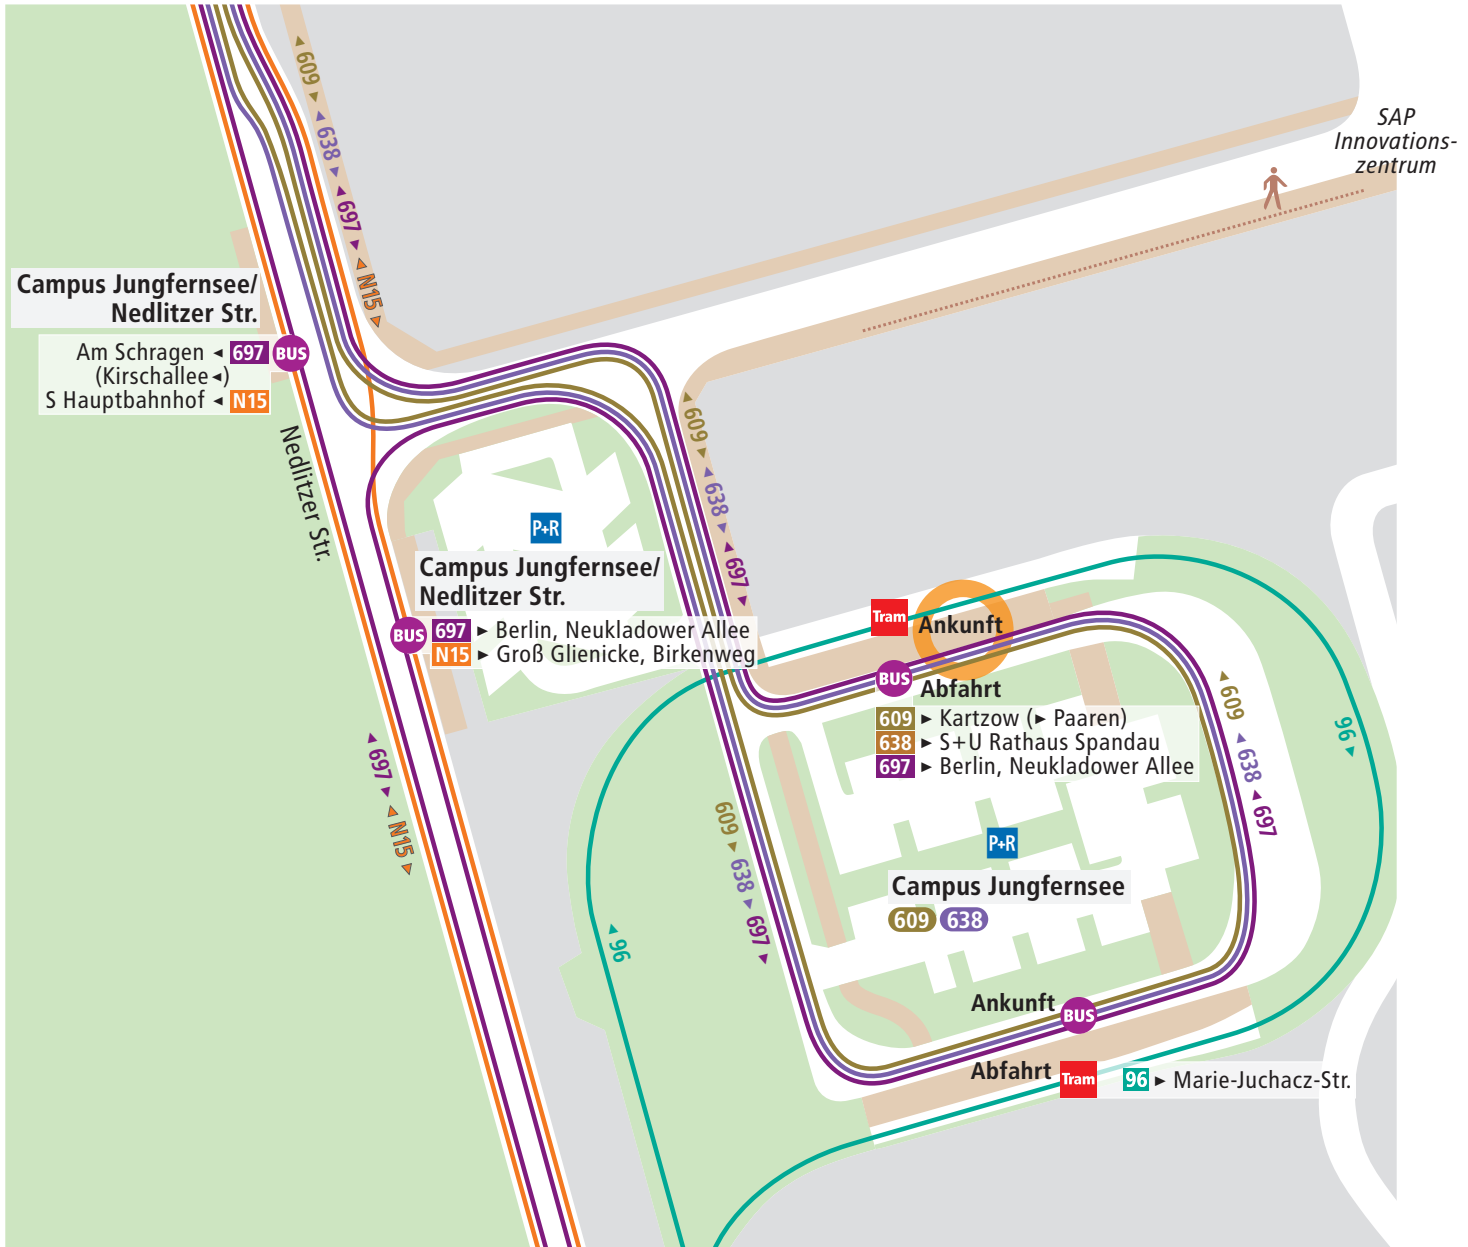 ◄ 609 ►
◄ 638 ►
◄ 697 ►
◄ N15 ►
SAP
Innovations-
zentrum
Campus Jungfernsee/
Nedlitzer Str.
Am Schragen ◄ 697 BUS
(Kirschallee◄)
S Hauptbahnhof ◄ N15
Nedlitzer Str.
◄ 609 ►
◄ 638 ►
◄ 697 ►
P+R
Campus Jungfernsee/
Nedlitzer Str.
BUS 697 ► Berlin, Neukladower Allee
N15 ► Groß Glienicke, Birkenweg
Tram Ankunft
BUS Abfahrt
609 ► Kartzow (► Paaren)
638 ► S+U Rathaus Spandau
697 ► Berlin, Neukladower Allee
◄ 609
◄ 638
◄ 697
96 ►
◄ 697 ►
◄ N15 ►
609 ►
638 ►
697 ►
P+R
Campus Jungfernsee
609 638
◄ 96
Ankunft BUS
Abfahrt Tram 96 ► Marie-Juchacz-Str.